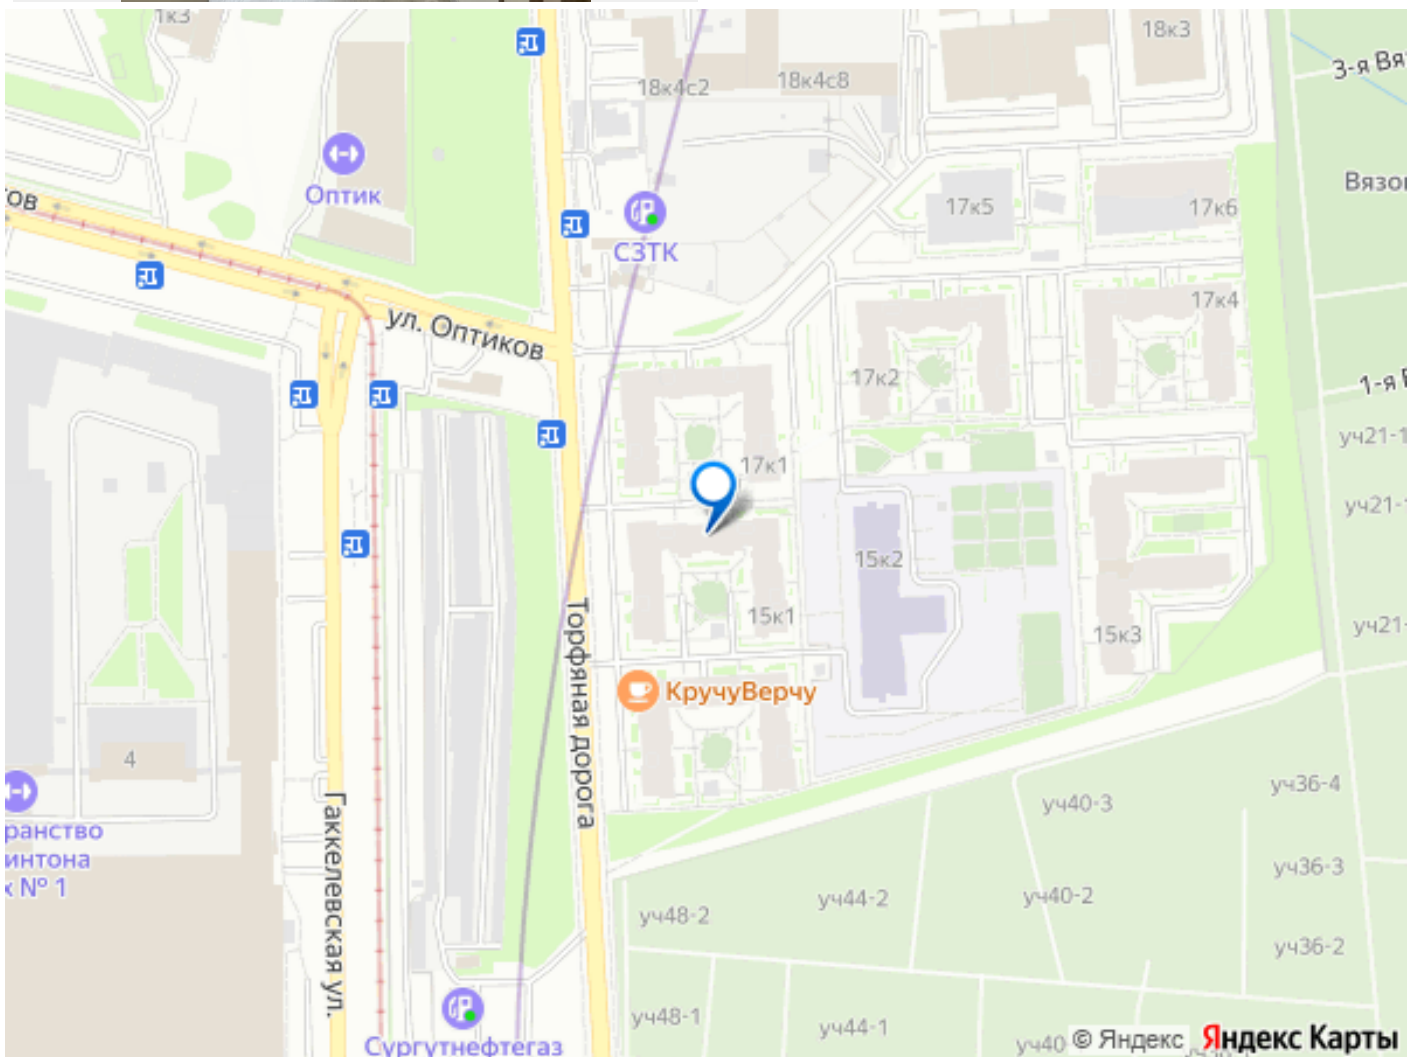 1к3
18к3
3-я Вя
18к4с2
18к4с8
Оптик
ов
17к5
17к6
Вязо
СЗТК
17к4
ул. Оптиков
17к2
1-я
уч21-1
17к1
уч21-1
15к2
15к1
15к3
уч21-
Торфяная дорога
КручуВерчу
4
уч36-4
уч40-3
ранство
интона
х № 1
Гаккелевская ул.
уч36-3
уч44-2
уч40-2
уч48-2
уч36-2
уч48-1
уч44-1
уч40
© Яндекс
Яндекс Карты
Сургутнефтегаз